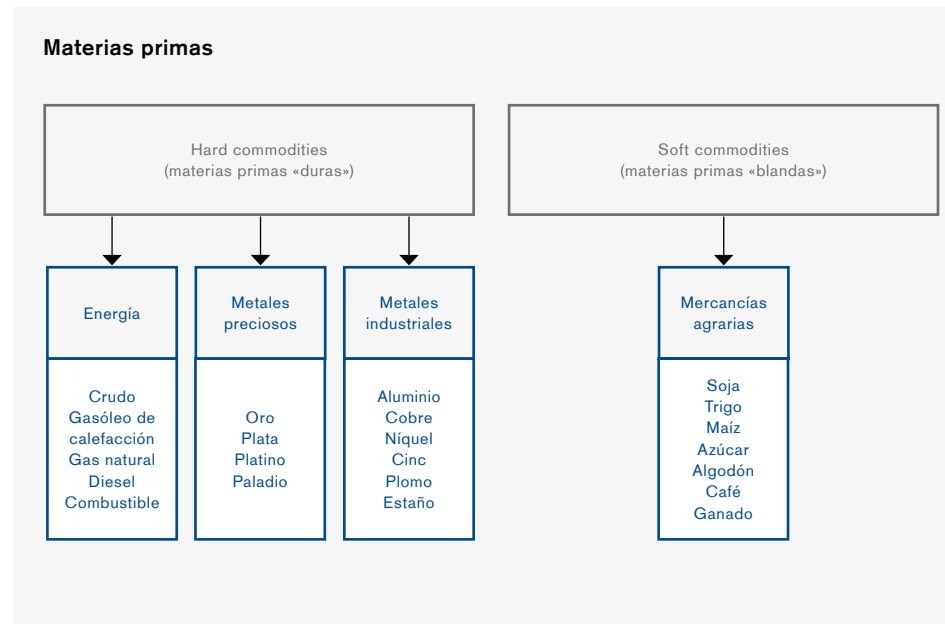 Materias primas
Hard commodities
(materias primas «duras»)
Soft commodities
(materias primas «blandas»)
Energía
Crudo
Gasóleo de
calefacción
Gas natural
Diesel
Combustible
Metales
preciosos
Oro
Plata
Platino
Paladio
Metales
industriales
Aluminio
Cobre
Níquel
Cinc
Plomo
Estaño
Mercancías
agrarias
Soja
Trigo
Maíz
Azúcar
Algodón
Café
Ganado